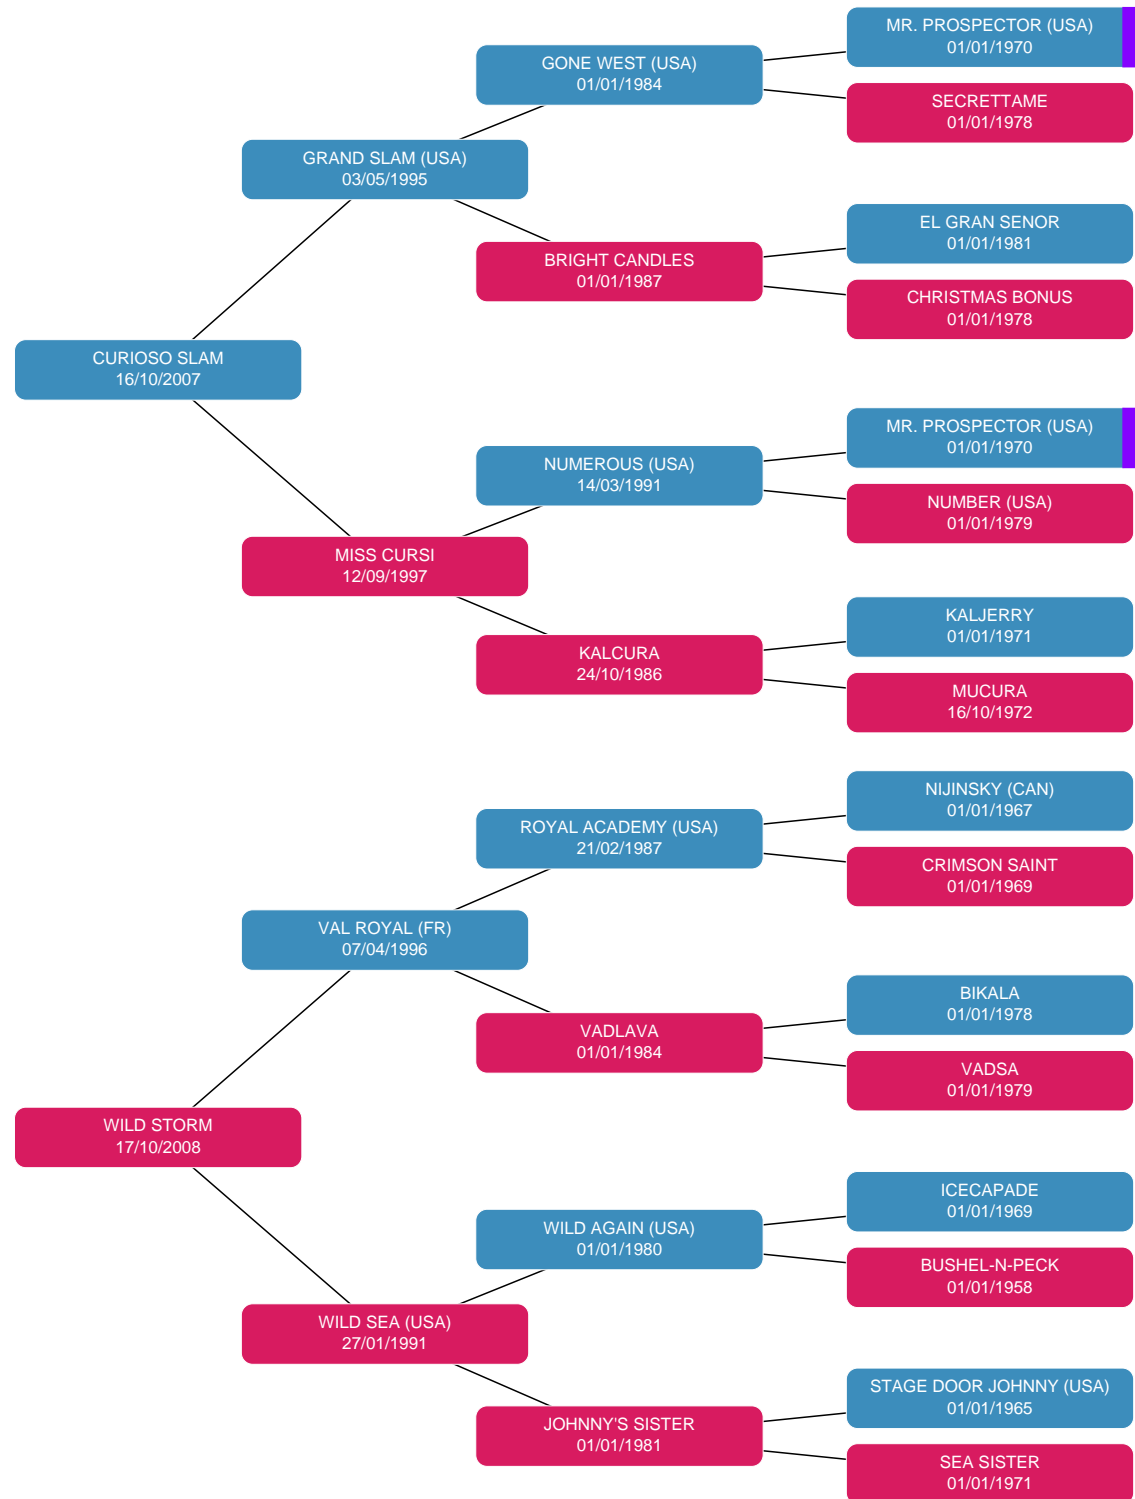 MR. PROSPECTOR (USA)
01/01/1970
GONE WEST (USA)
01/01/1984
SECRETTAME
01/01/1978
GRAND SLAM (USA)
03/05/1995
EL GRAN SENOR
01/01/1981
BRIGHT CANDLES
01/01/1987
CHRISTMAS BONUS
01/01/1978
CURIOSO SLAM
16/10/2007
MR. PROSPECTOR (USA)
01/01/1970
NUMEROUS (USA)
14/03/1991
NUMBER (USA)
01/01/1979
MISS CURSI
12/09/1997
KALJERRY
01/01/1971
KALCURA
24/10/1986
MUCURA
16/10/1972
NIJINSKY (CAN)
01/01/1967
ROYAL ACADEMY (USA)
21/02/1987
CRIMSON SAINT
01/01/1969
VAL ROYAL (FR)
07/04/1996
BIKALA
01/01/1978
VADLAVA
01/01/1984
VADSA
01/01/1979
WILD STORM
17/10/2008
ICECAPADE
01/01/1969
WILD AGAIN (USA)
01/01/1980
BUSHEL-N-PECK
01/01/1958
WILD SEA (USA)
27/01/1991
STAGE DOOR JOHNNY (USA)
01/01/1965
JOHNNY'S SISTER
01/01/1981
SEA SISTER
01/01/1971